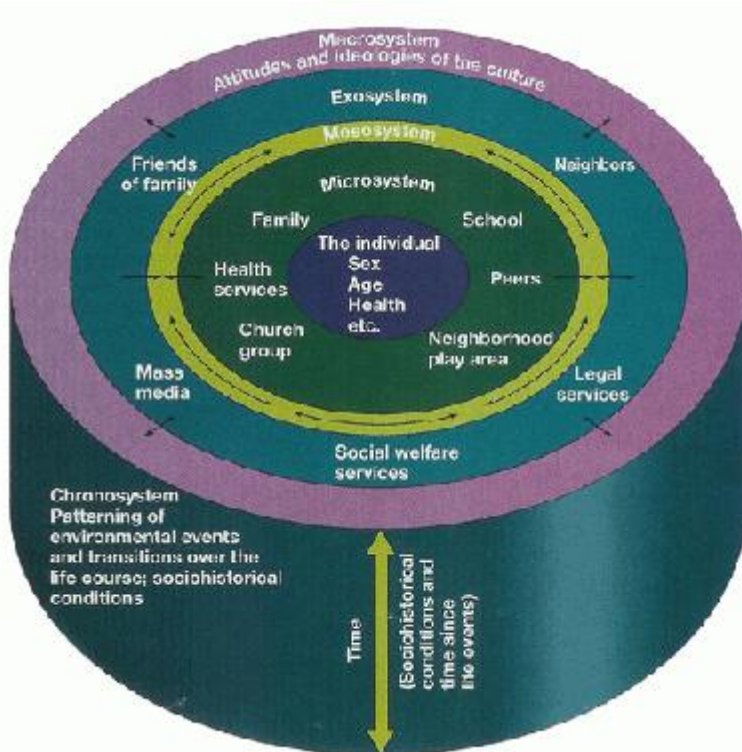 Macrosystem
Attitudes and ideologies of the culture
Exosystem
Mesosystem
Friends
of family
Neighbors
Microsystem
Family
School
The individual
Sex
Age
Health
etc.
Health
services
Peers
Church
group
Neighborhood
play area
Mass
media
Legal
services
Social welfare
services
Chronosystem
Patterning of
environmental events
and transitions over the
life course; sociohistorical
conditions
Time
(Sociohistorical
conditions and
time since
the events)